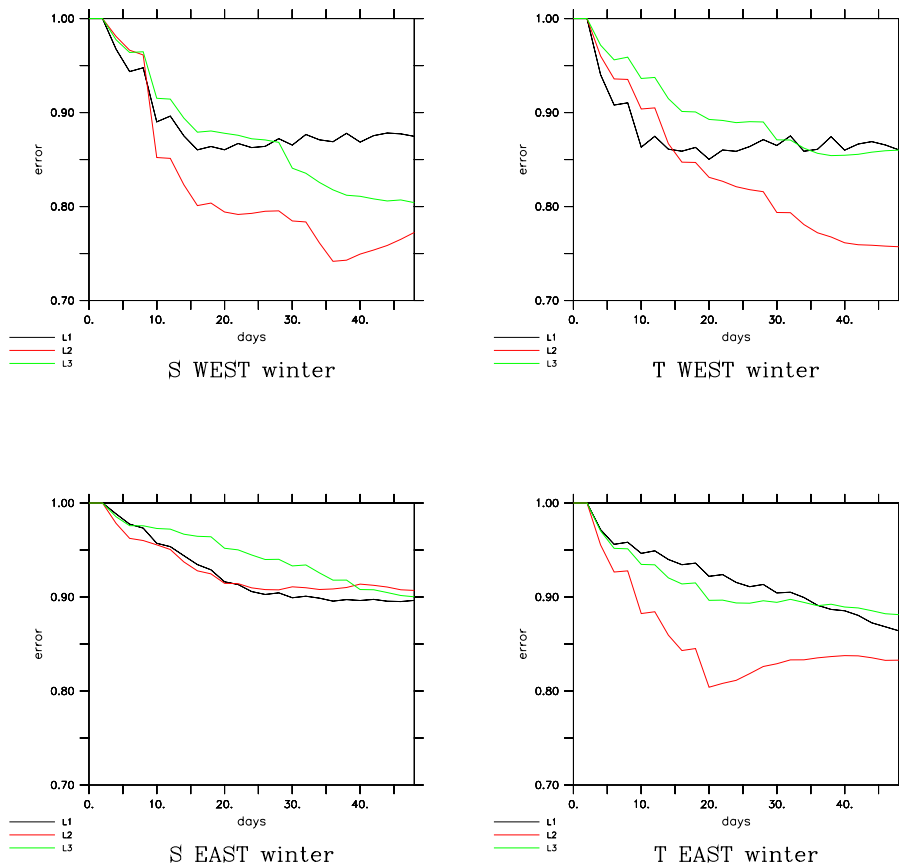 1.00
0.90
0.80
0.70
error
0. 10. 20. 30. 40.
days
L1
L2
L3
S WEST winter
1.00
0.90
0.80
0.70
error
0. 10. 20. 30. 40.
days
L1
L2
L3
T WEST winter
1.00
0.90
0.80
0.70
error
0. 10. 20. 30. 40.
days
L1
L2
L3
S EAST winter
1.00
0.90
0.80
0.70
error
0. 10. 20. 30. 40.
days
L1
L2
L3
T EAST winter